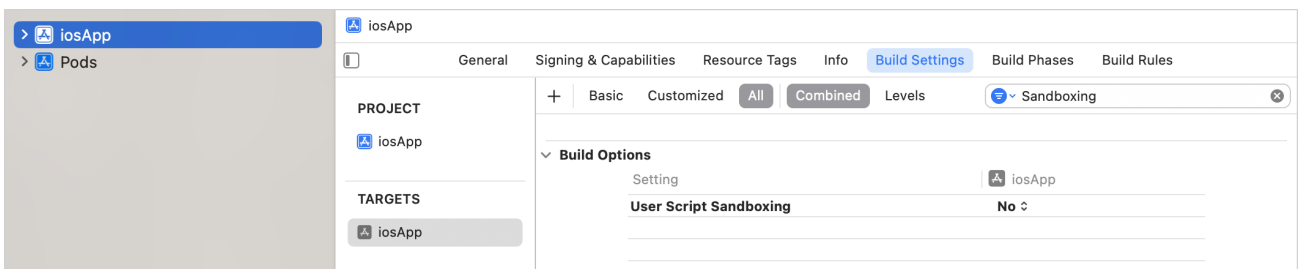 iosApp
Pods
iosApp
General Signing & Capabilities Resource Tags Info Build Settings Build Phases Build Rules
PROJECT
iosApp
TARGETS
iosApp
+ Basic Customized All Combined Levels Sandboxing
Build Options
Setting iosApp
User Script Sandboxing No